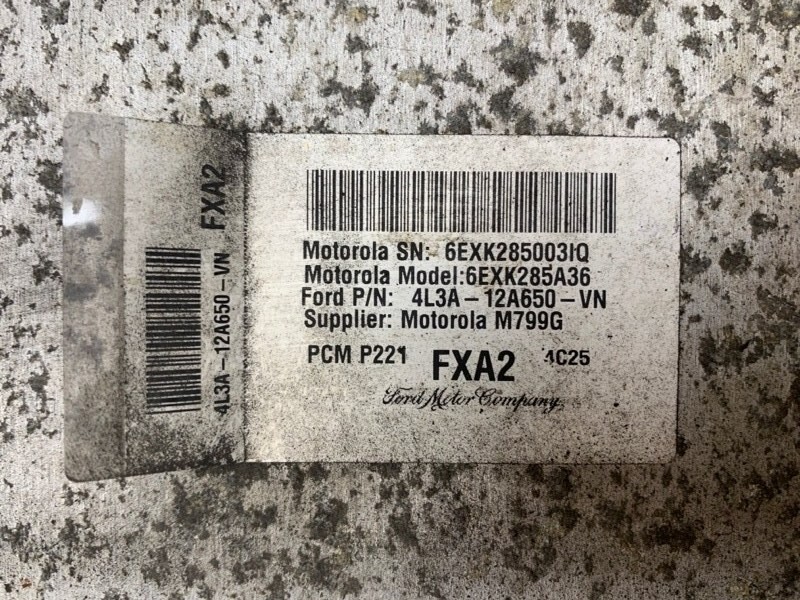 FXA2
4L3A-12A650-VN
Motorola SN: 6EXK285003IQ
Motorola Model:6EXK285A36
Ford P/N: 4L3A-12A650-VN
Supplier: Motorola M799G
PCM P221 FXA2 4C25
Ford Motor Company